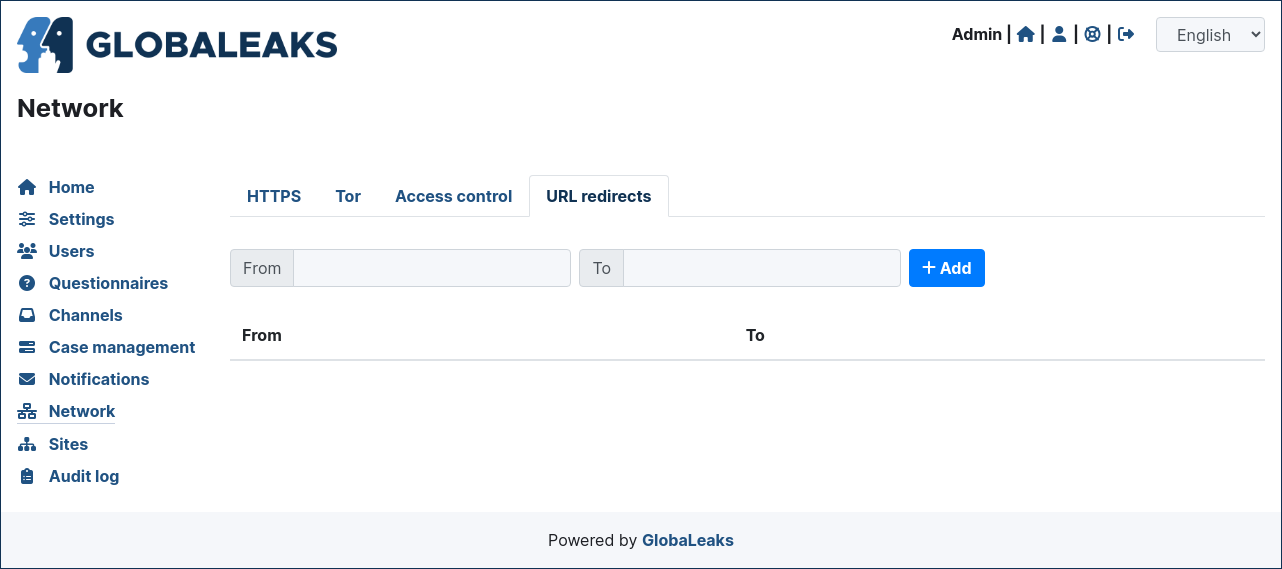 GLOBALEAKS
Admin | | | |
English
Network
Home
Settings
Users
Questionnaires
Channels
Case management
Notifications
Network
Sites
Audit log
HTTPS Tor Access control URL redirects
From To + Add
From To
Powered by GlobaLeaks